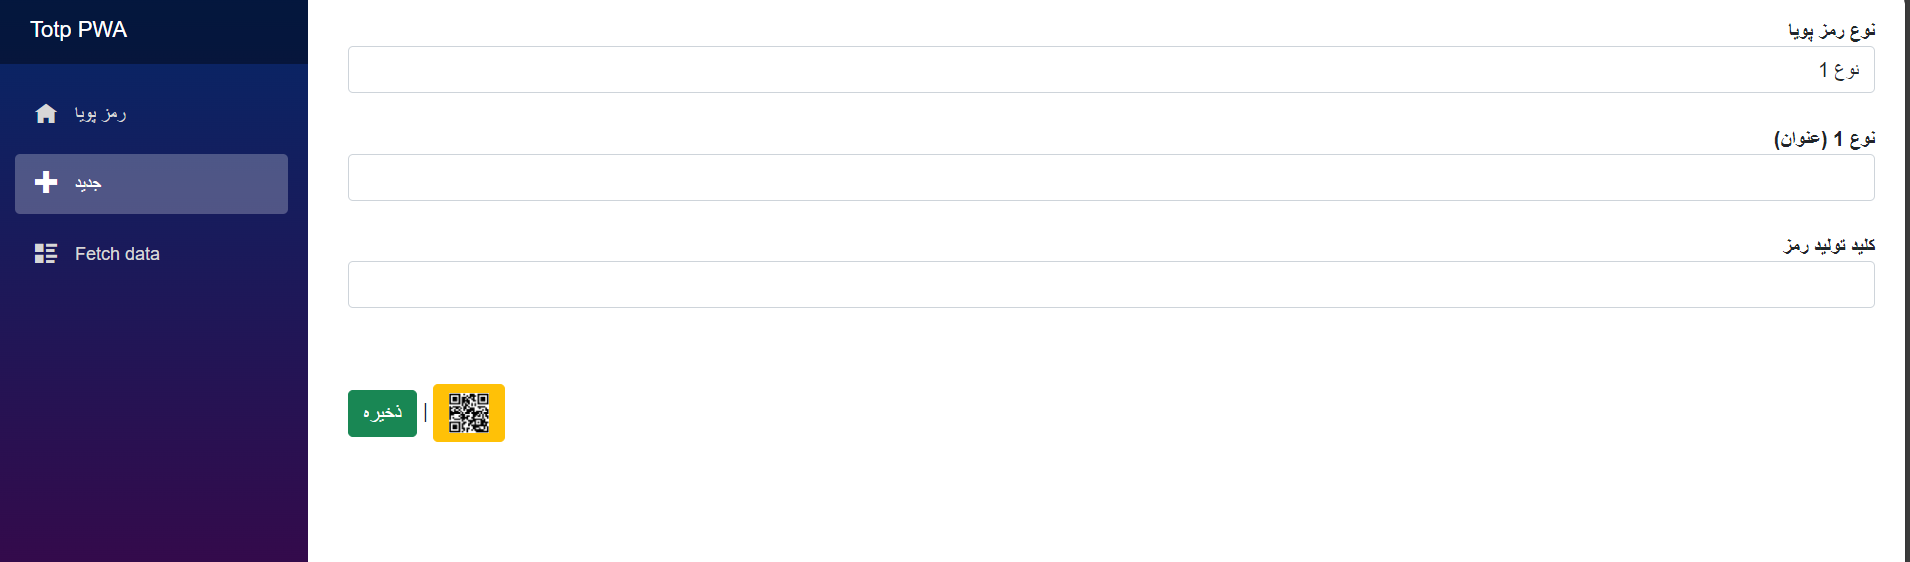 Totp PWA
رمز پویا
جدید
Fetch data
نوع رمز پویا
نوع 1
نوع 1 (عنوان)
کلید تولید رمز
ذخیره |